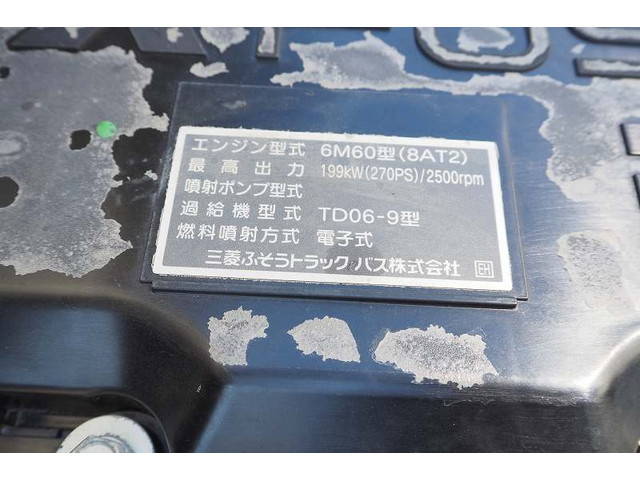 エンジン型式 6M60型(8AT2)
最高出力 199kW(270PS)/2500rpm
噴射ポンプ型式
過給機型式 TD06-9型
燃料噴射方式 電子式
三菱ふそうトラック バス株式会社 EH